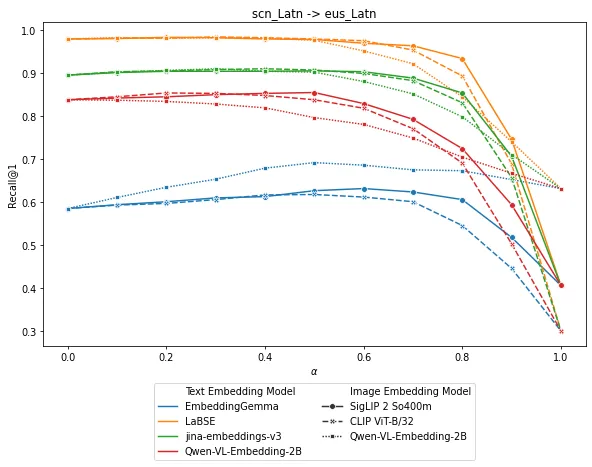 scn_Latn -> eus_Latn
1.0
0.9
0.8
0.7
0.6
0.5
0.4
0.3
Recall@1
0.0 0.2 0.4 0.6 0.8 1.0
α
Text Embedding Model Image Embedding Model
EmbeddingGemma SigLIP 2 So400m
LaBSE CLIP ViT-B/32
jina-embeddings-v3 Qwen-VL-Embedding-2B
Qwen-VL-Embedding-2B